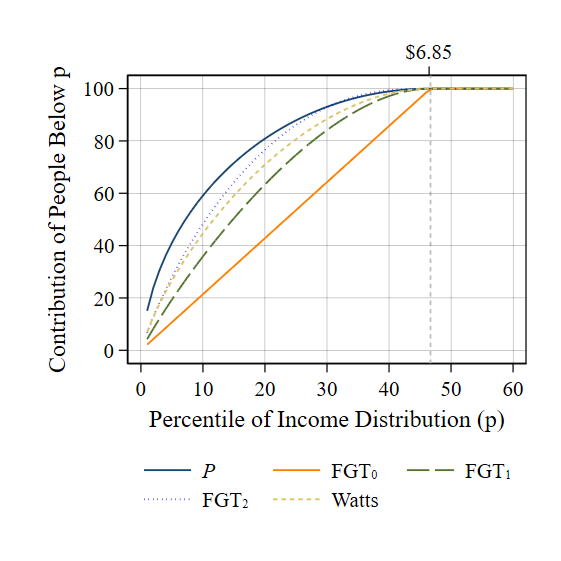 $6.85
Contribution of People Below p
100
80
60
40
20
0
0 10 20 30 40 50 60
Percentile of Income Distribution (p)
P FGT₀ FGT₁
FGT₂ Watts